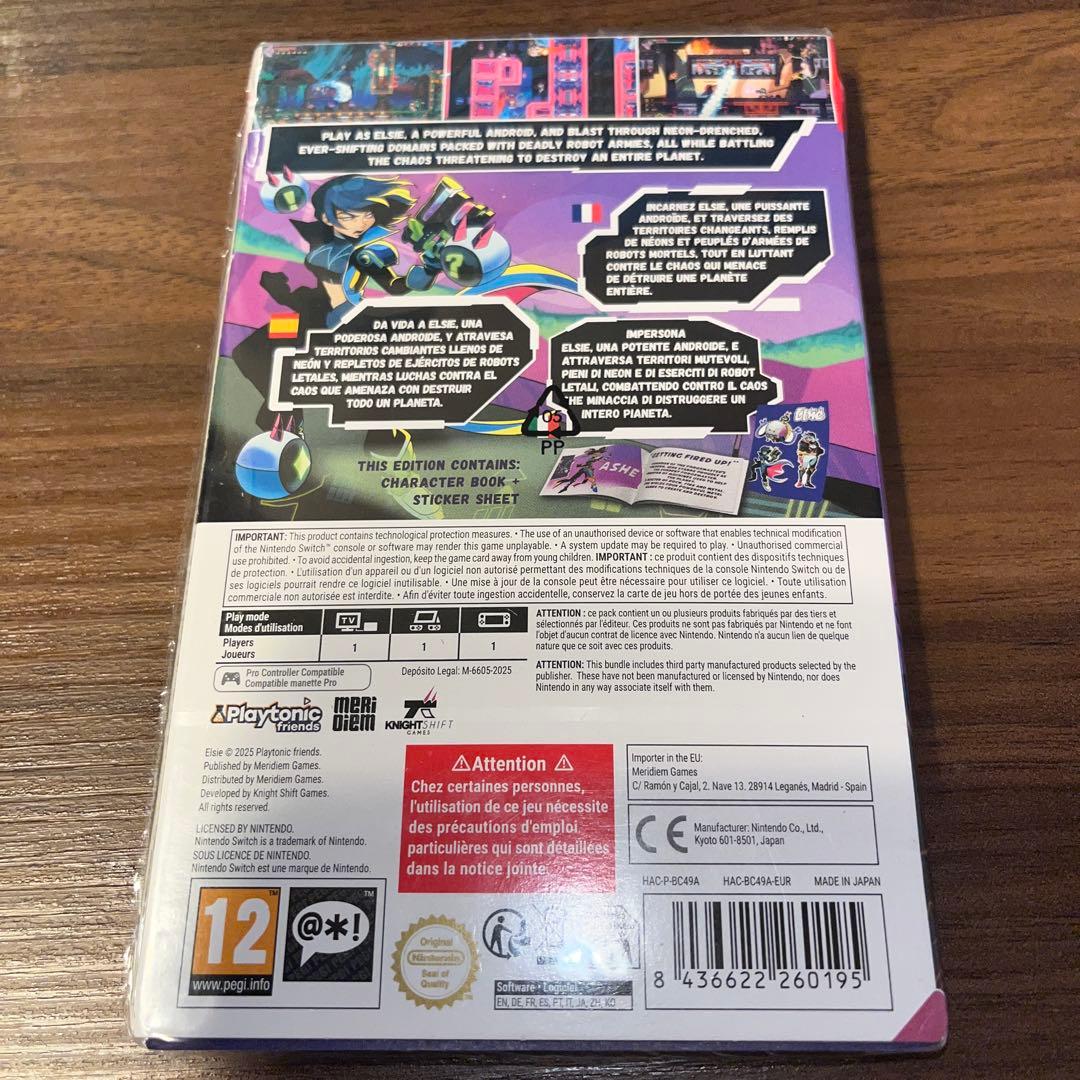 PLAY AS ELSIE, A POWERFUL ANDROID, AND BLAST THROUGH NEON-DRENCHED,
EVER-SHIFTING DOMAINS PACKED WITH DEADLY ROBOT ARMIES, ALL WHILE BATTLING
THE CHAOS THREATENING TO DESTROY AN ENTIRE PLANET.
!
?
INCARNEZ ELSIE, UNE PUISSANTE
ANDROÏDE, ET TRAVERSEZ DES
TERRITOIRES CHANGEANTS, REMPLIS
DE NÉONS ET PEUPLÉS D'ARMÉES DE
ROBOTS MORTELS, TOUT EN LUTTANT
CONTRE LE CHAOS QUI MENACE
DE DÉTRUIRE UNE PLANÈTE
ENTIÈRE.
DA VIDA A ELSIE, UNA
PODEROSA ANDROIDE, Y ATRAVIESA
TERRITORIOS CAMBIANTES LLENOS DE
NEÓN Y REPLETOS DE EJÉRCITOS DE ROBOTS
LETALES, MIENTRAS LUCHAS CONTRA EL
CAOS QUE AMENAZA CON DESTRUIR
TODO UN PLANETA.
IMPERSONA
ELSIE, UNA POTENTE ANDROIDE, E
ATTRAVERSA TERRITORI MUTEVOLI,
PIENI DI NEON E DI ESERCITI DI ROBOT
LETALI, COMBATTENDO CONTRO IL CAOS
CHE MINACCIA DI DISTRUGGERE UN
INTERO PIANETA.
05
PP
THIS EDITION CONTAINS:
CHARACTER BOOK +
STICKER SHEET
ASHE
"GETTING FIRED UP!"
Elsie
IMPORTANT: This product contains technological protection measures. • The use of an unauthorised device or software that enables technical modification
of the Nintendo Switch™ console or software may render this game unplayable. • A system update may be required to play. • Unauthorised commercial
use prohibited. • To avoid accidental ingestion, keep the game card away from young children. IMPORTANT : ce produit contient des dispositifs techniques
de protection. • L'utilisation d'un appareil ou d'un logiciel non autorisé permettant des modifications techniques de la console Nintendo Switch ou de
ses logiciels pourrait rendre ce logiciel inutilisable. • Une mise à jour de la console peut être nécessaire pour utiliser ce logiciel. • Toute utilisation
commerciale non autorisée est interdite. • Afin d'éviter toute ingestion accidentelle, conservez la carte de jeu hors de portée des jeunes enfants.
Play mode
Modes d'utilisation
TV
Players
Joueurs
1
1
1
Pro Controller Compatible
Compatible manette Pro
Depósito Legal: M-6605-2025
ATTENTION : ce pack contient un ou plusieurs produits fabriqués par des tiers et
sélectionnés par l'éditeur. Ces produits ne sont pas fabriqués par Nintendo et ne font
l'objet d'aucun contrat de licence avec Nintendo. Nintendo n'a aucun lien de quelque
nature que ce soit avec ces produits.
ATTENTION: This bundle includes third party manufactured products selected by the
publisher. These have not been manufactured or licensed by Nintendo, nor does
Nintendo in any way associate itself with them.
Playtonic
friends
MERI
DIEM
KNIGHTSHIFT
GAMES
Elsie © 2025 Playtonic friends.
Published by Meridiem Games.
Distributed by Meridiem Games.
Developed by Knight Shift Games.
All rights reserved.
LICENSED BY NINTENDO.
Nintendo Switch is a trademark of Nintendo.
SOUS LICENCE DE NINTENDO.
Nintendo Switch est une marque de Nintendo.
⚠Attention ⚠
Chez certaines personnes,
l'utilisation de ce jeu nécessite
des précautions d'emploi
particulières qui sont détaillées
dans la notice jointe.
Importer in the EU:
Meridiem Games
C/ Ramón y Cajal, 2. Nave 13. 28914 Leganés, Madrid - Spain
CE
Manufacturer: Nintendo Co., Ltd.,
Kyoto 601-8501, Japan
HAC-P-BC49A HAC-BC49A-EUR MADE IN JAPAN
12
™
www.pegi.info
@*!
™
Original
Nintendo
Seal of
Quality
Software • Logiciel
EN, DE, FR, ES, PT, IT, JA, ZH, KO
8 436622 260195